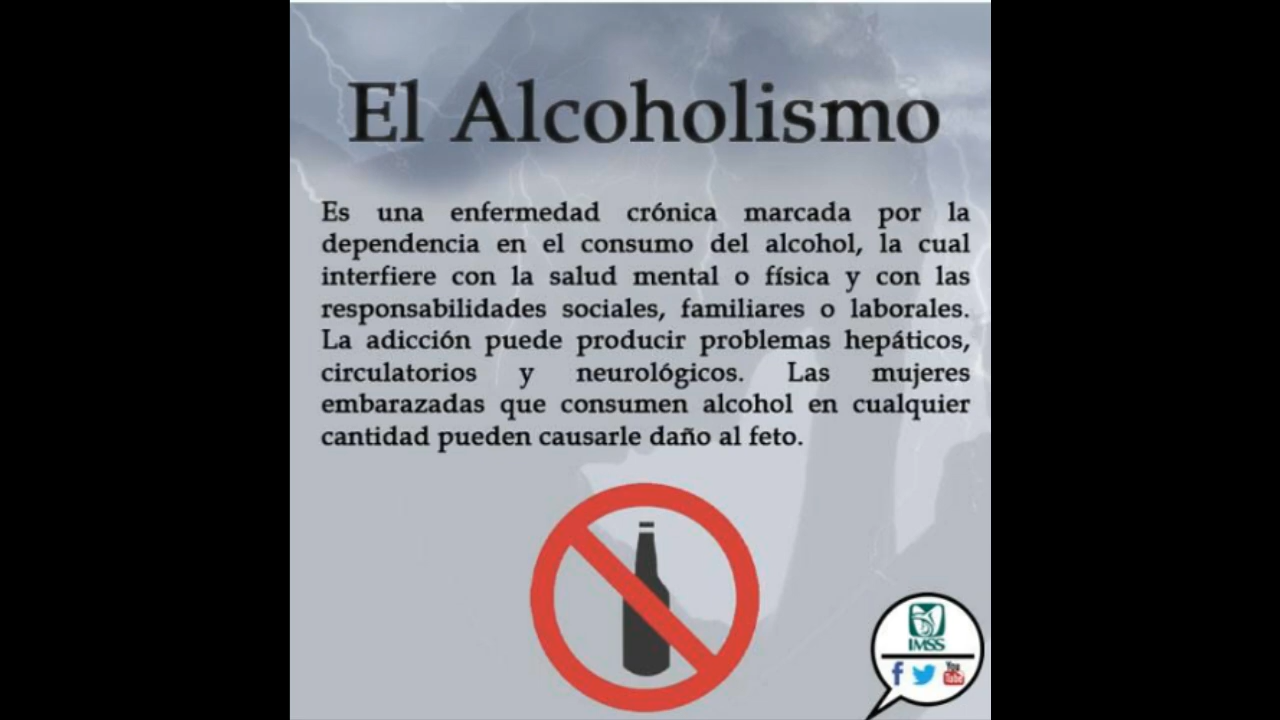 El Alcoholismo
Es una enfermedad crónica marcada por la
dependencia en el consumo del alcohol, la cual
interfiere con la salud mental o física y con las
responsabilidades sociales, familiares o laborales.
La adicción puede producir problemas hepáticos,
circulatorios y neurológicos. Las mujeres
embarazadas que consumen alcohol en cualquier
cantidad pueden causarle daño al feto.
IMSS
You
Tube